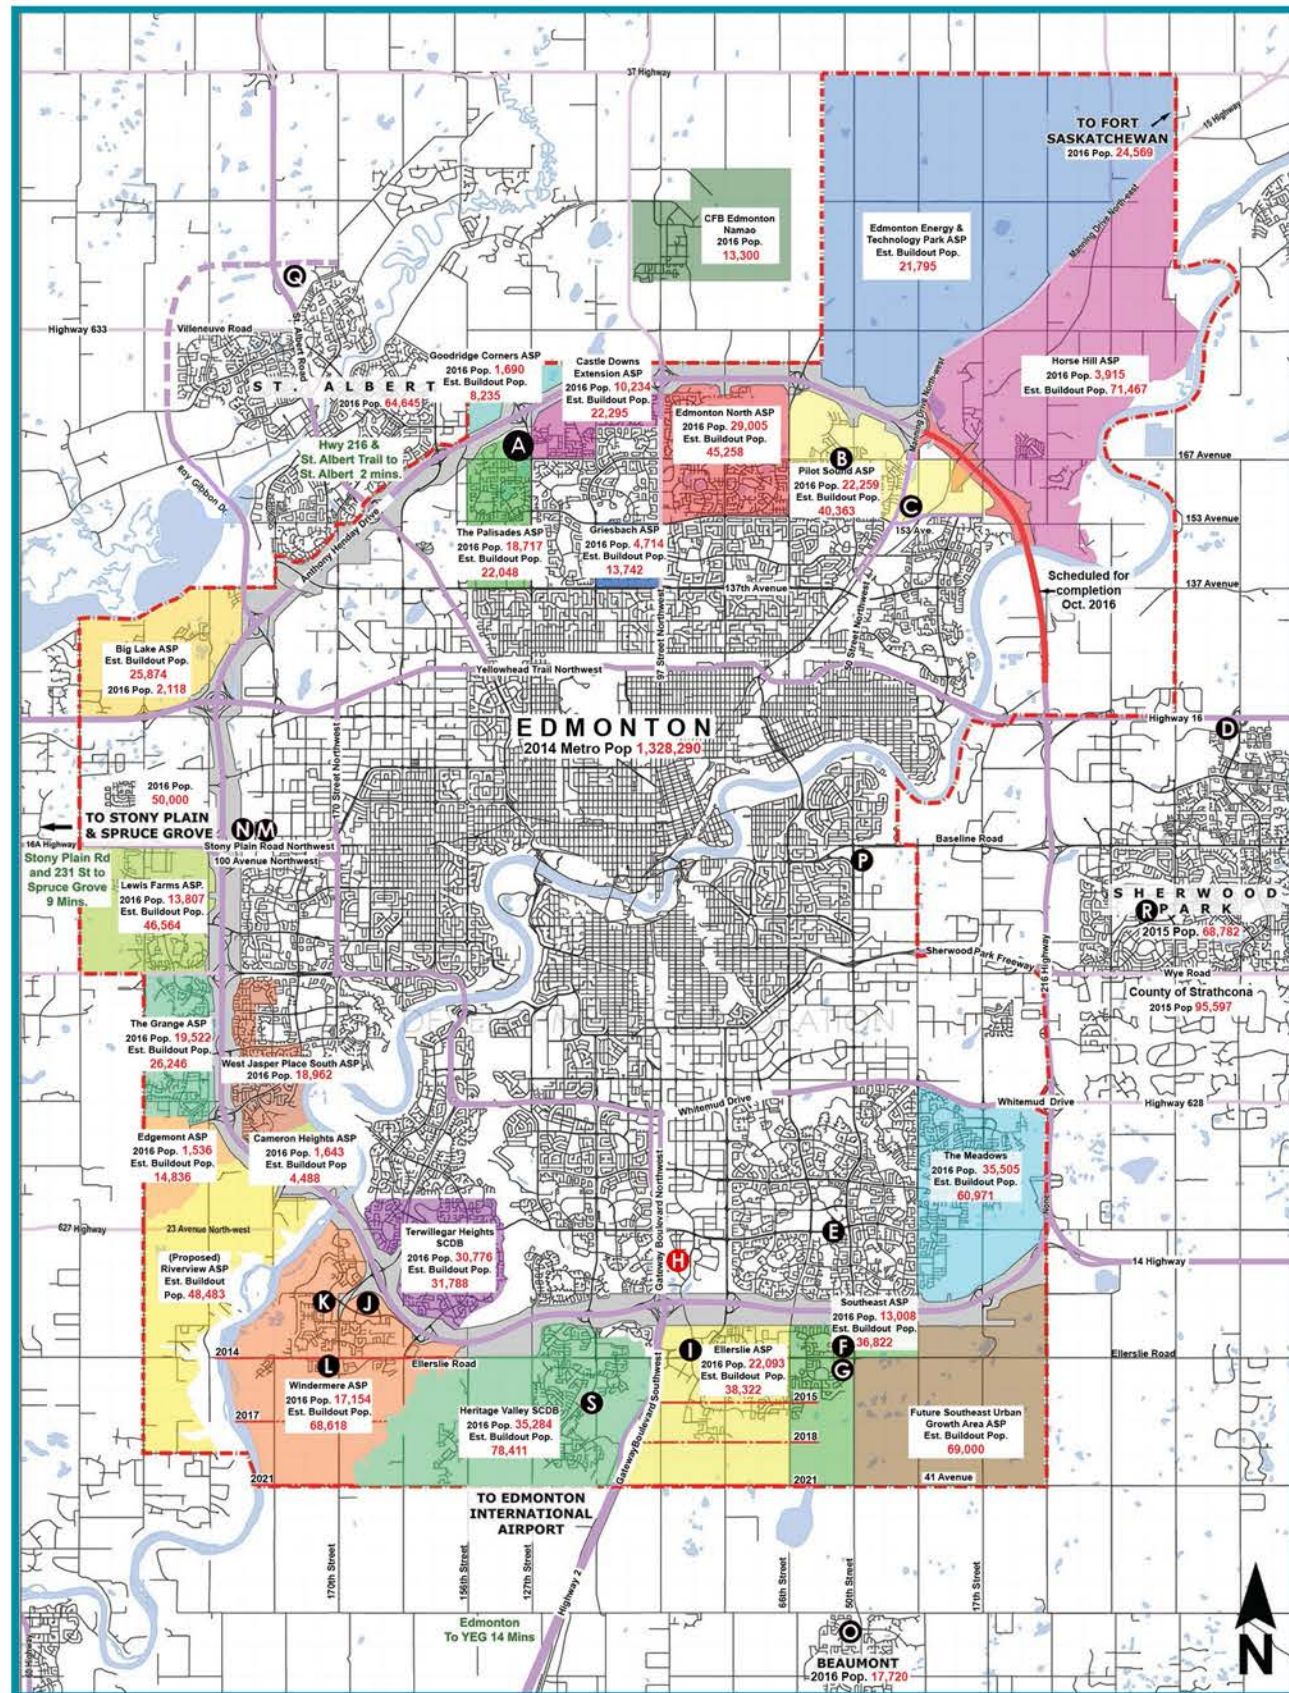 37 Highway
TO FORT
SASKATCHEWAN
2016 Pop. 24,569
15 Highway
Manning Drive North-east
CFB Edmonton
Namao
2016 Pop.
13,300
Edmonton Energy &
Technology Park ASP
Est. Buildout Pop.
21,795
Q
Highway 633
Villeneuve Road
St. Albert Road
ST. ALBERT
2016 Pop. 64,645
Goodridge Corners ASP
2016 Pop. 1,690
Est. Buildout Pop.
8,235
Castle Downs
Extension ASP
2016 Pop. 10,234
Est. Buildout Pop.
22,295
Edmonton North ASP
2016 Pop. 29,005
Est. Buildout Pop.
45,258
Manning Drive North-west
Horse Hill ASP
2016 Pop. 3,915
Est. Buildout Pop.
71,467
Hwy 216 &
St. Albert Trail to
St. Albert 2 mins.
A
B
Pilot Sound ASP
2016 Pop. 22,259
Est. Buildout Pop.
40,363
C
167 Avenue
Ray Gibbon Dr.
Anthony Henday Drive
The Palisades ASP
2016 Pop. 18,717
Est. Buildout Pop.
22,048
Griesbach ASP
2016 Pop. 4,714
Est. Buildout Pop.
13,742
153 Ave.
153 Avenue
137th Avenue
137 Avenue
Scheduled for
completion
Oct. 2016
97 Street Northwest
50 Street Northwest
Big Lake ASP
Est. Buildout Pop.
25,874
2016 Pop. 2,118
Yellowhead Trail Northwest
EDMONTON
2014 Metro Pop 1,328,290
Highway 16
D
170 Street Northwest
2016 Pop.
50,000
TO STONY PLAIN
& SPRUCE GROVE
N
M
16A Highway
Stony Plain Road Northwest
100 Avenue Northwest
Baseline Road
P
Stony Plain Rd
and 231 St to
Spruce Grove
9 Mins.
Lewis Farms ASP.
2016 Pop. 13,807
Est. Buildout Pop.
46,564
SHERWOOD
R
PARK
2015 Pop. 68,782
Sherwood Park Freeway
216 Highway
Wye Road
County of Strathcona
2015 Pop 95,597
The Grange ASP
2016 Pop. 19,522
Est. Buildout Pop.
26,246
West Jasper Place South ASP
2016 Pop. 18,962
Whitemud Drive
Whitemud Drive
Highway 628
Edgemont ASP
2016 Pop. 1,536
Est. Buildout Pop.
14,836
Cameron Heights ASP
2016 Pop. 1,643
Est. Buildout Pop
4,488
The Meadows
2016 Pop. 35,505
Est. Buildout Pop.
60,971
Gateway Boulevard Northwest
627 Highway
23 Avenue North-west
Terwillegar Heights
SCDB
2016 Pop. 30,776
Est. Buildout Pop.
31,788
E
H
14 Highway
(Proposed)
Riverview ASP
Est. Buildout
Pop. 48,483
K
J
Southeast ASP
2016 Pop. 13,008
Est. Buildout Pop.
36,822
F
G
2014
Ellerslie Road
Ellerslie Road
L
I
Ellerslie ASP
2016 Pop. 22,093
Est. Buildout Pop.
38,322
Windermere ASP
2016 Pop. 17,154
Est. Buildout Pop.
68,618
2017
Heritage Valley SCDB
2016 Pop. 35,284
Est. Buildout Pop.
78,411
S
Gateway Boulevard Southwest
2015
2018
Future Southeast Urban
Growth Area ASP
Est. Buildout Pop.
69,000
2021
2021
41 Avenue
TO EDMONTON
INTERNATIONAL
AIRPORT
170th Street
156th Street
127th Street
Highway 2
66th Street
50th Street
17th Street
Edmonton
To YEG 14 Mins
O
BEAUMONT
2016 Pop. 17,720
N